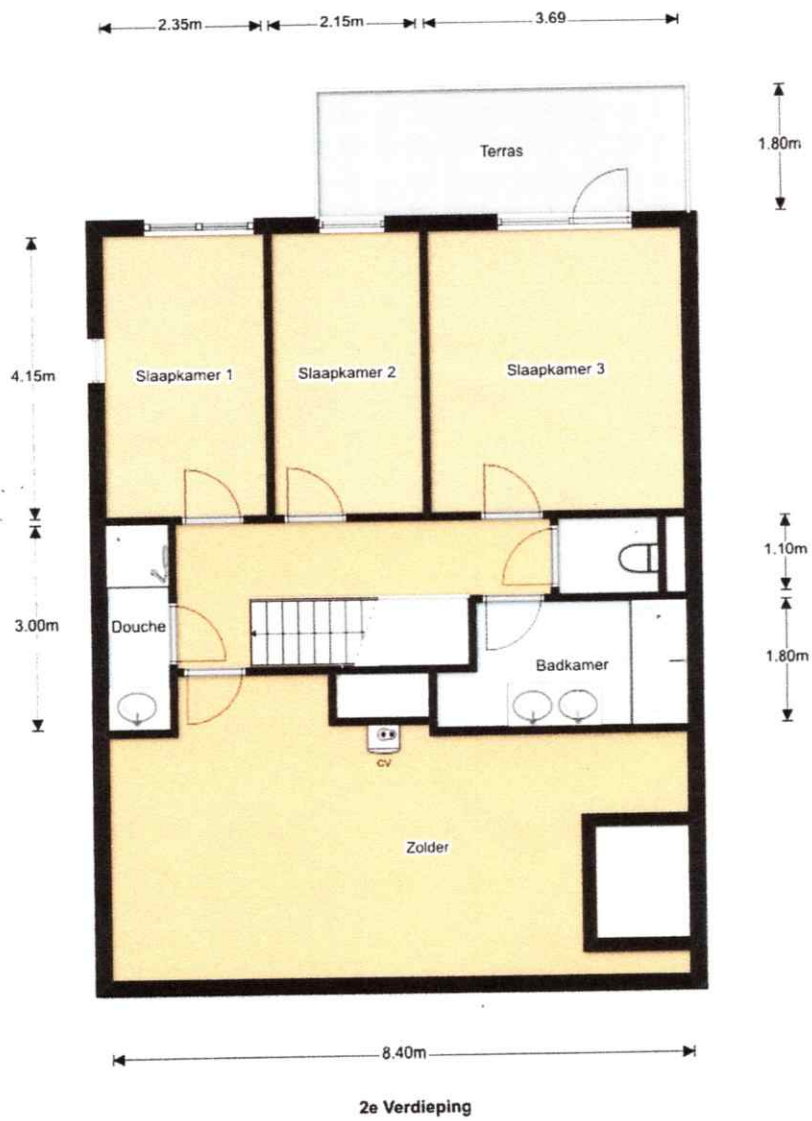 2.35m 2.15m 3.69
1.80m
Terras
4.15m
Slaapkamer 1 Slaapkamer 2 Slaapkamer 3
1.10m
3.00m
Douche
1.80m
Badkamer
CV
Zolder
8.40m
2e Verdieping